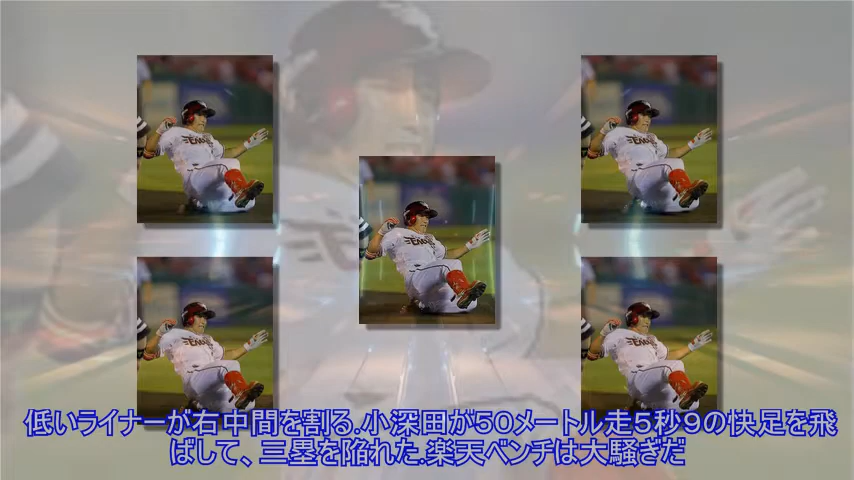 低いライナーが右中間を割る.小深田が50メートル走5秒9の快足を飛
ばして、三塁を陥れた.楽天ベンチは大騒ぎだ